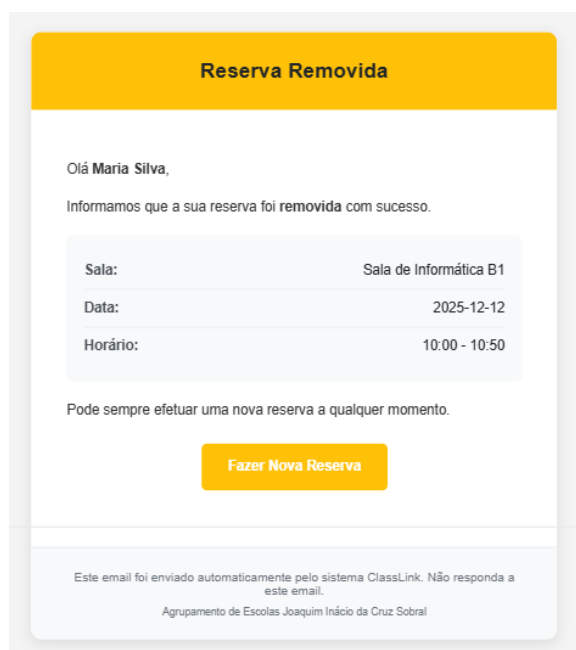 Reserva Removida
Olá Maria Silva,
Informamos que a sua reserva foi removida com sucesso.
Sala: Sala de Informática B1
Data: 2025-12-12
Horário: 10:00 - 10:50
Pode sempre efetuar uma nova reserva a qualquer momento.
Fazer Nova Reserva
Este email foi enviado automaticamente pelo sistema ClassLink. Não responda a
este email.
Agrupamento de Escolas Joaquim Inácio da Cruz Sobral